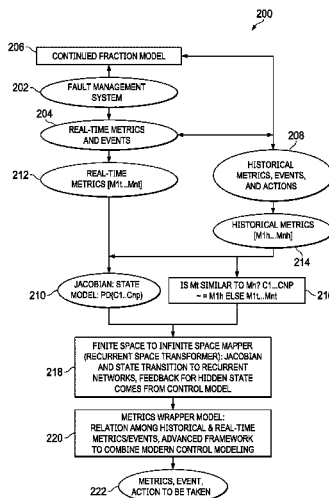 200
206
CONTINUED FRACTION MODEL
202
FAULT MANAGEMENT
SYSTEM
204
REAL-TIME METRICS
AND EVENTS
208
HISTORICAL
METRICS, EVENTS,
AND ACTIONS
212
REAL-TIME
METRICS [M1t...Mnt]
HISTORICAL METRICS
[M1h...Mnh]
214
210
JACOBIAN: STATE
MODEL: PD(C1..Cnp)
IS Mt SIMILAR TO Mh? C1...CNP
~ = M1h ELSE M1t...Mnt
216
218
FINITE SPACE TO INFINITE SPACE MAPPER
(RECURRENT SPACE TRANSFORMER): JACOBIAN
AND STATE TRANSITION TO RECURRENT
NETWORKS, FEEDBACK FOR HIDDEN STATE
COMES FROM CONTROL MODEL
220
METRICS WRAPPER MODEL:
RELATION AMONG HISTORICAL & REAL-TIME
METRICS/EVENTS, ADVANCED FRAMEWORK
TO COMBINE MODERN CONTROL MODELING
222
METRICS, EVENT,
ACTION TO BE TAKEN